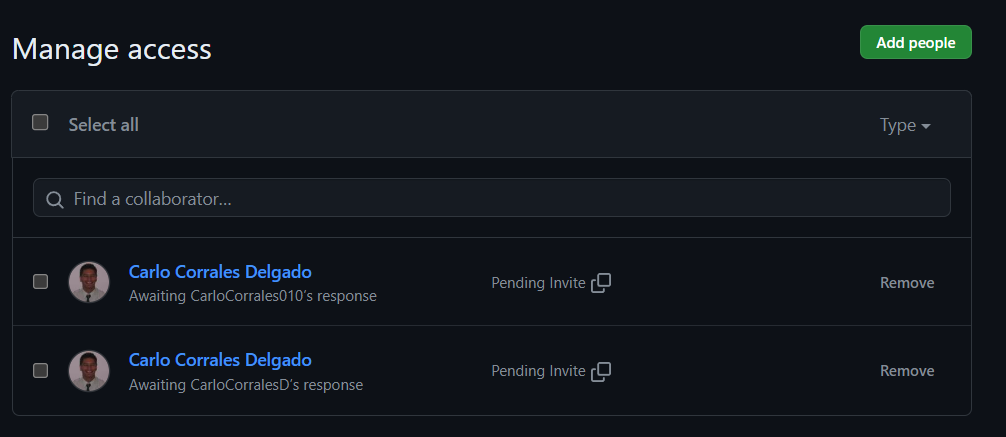 Manage access
Add people
Select all
Type
Find a collaborator...
Carlo Corrales Delgado
Awaiting CarloCorrales010's response
Pending Invite
Remove
Carlo Corrales Delgado
Awaiting CarloCorralesD's response
Pending Invite
Remove